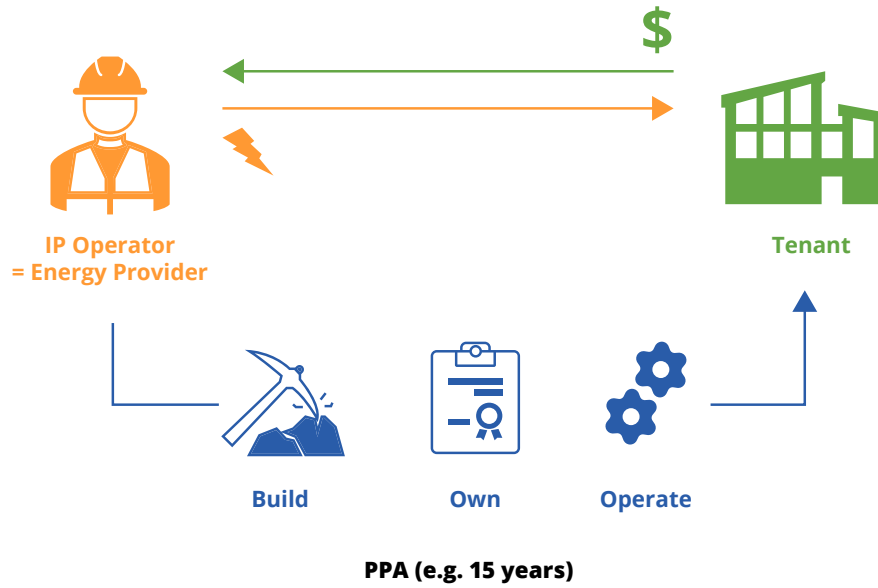 $
IP Operator
= Energy Provider
Tenant
Build
Own
Operate
PPA (e.g. 15 years)